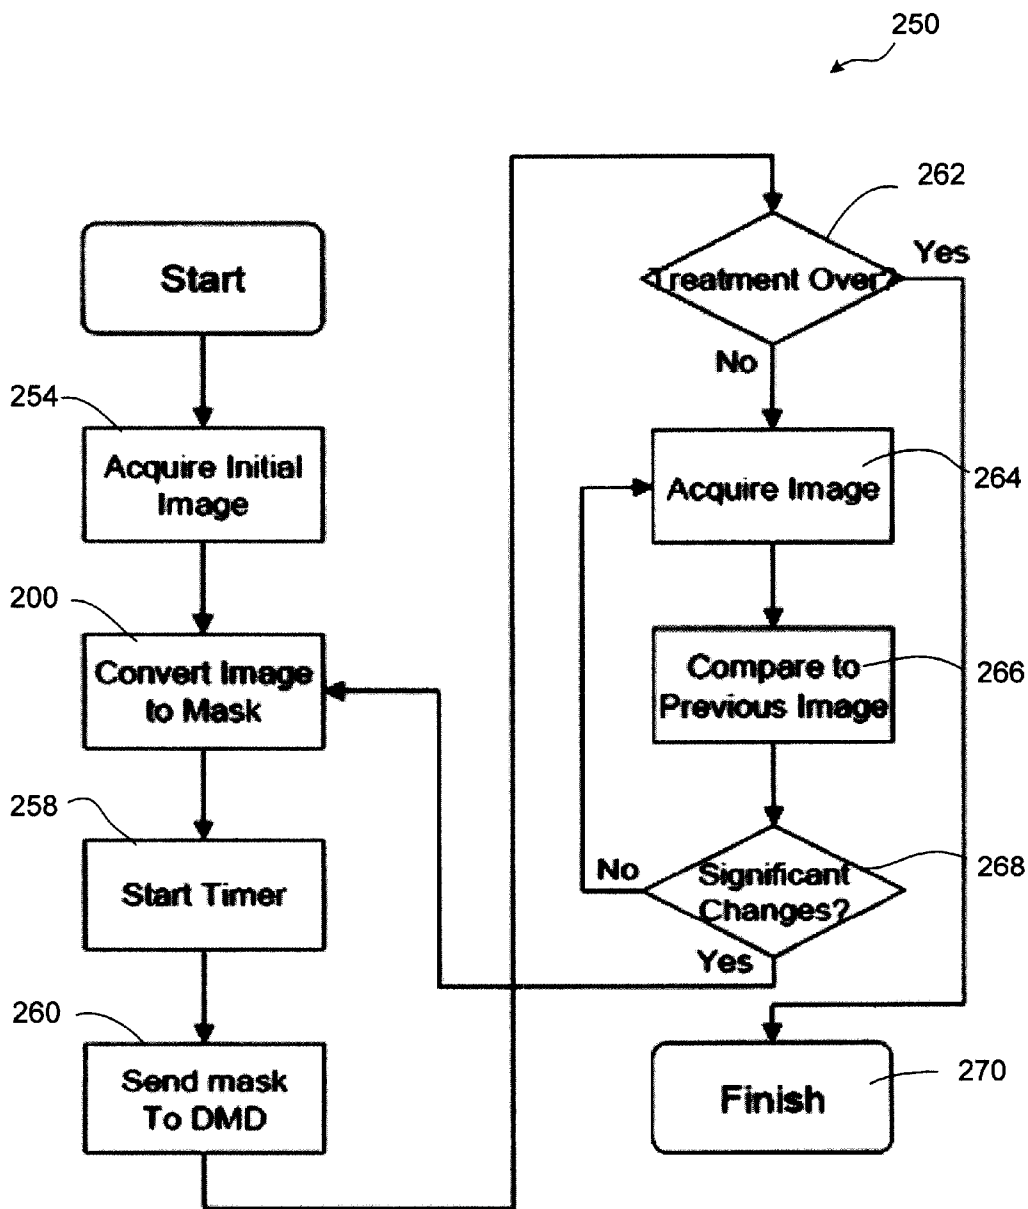 250
Start
254
Acquire Initial
Image
200
Convert Image
to Mask
258
Start Timer
260
Send mask
To DMD
262
Treatment Over?
Yes
No
264
Acquire Image
266
Compare to
Previous Image
268
Significant
Changes?
No
Yes
270
Finish